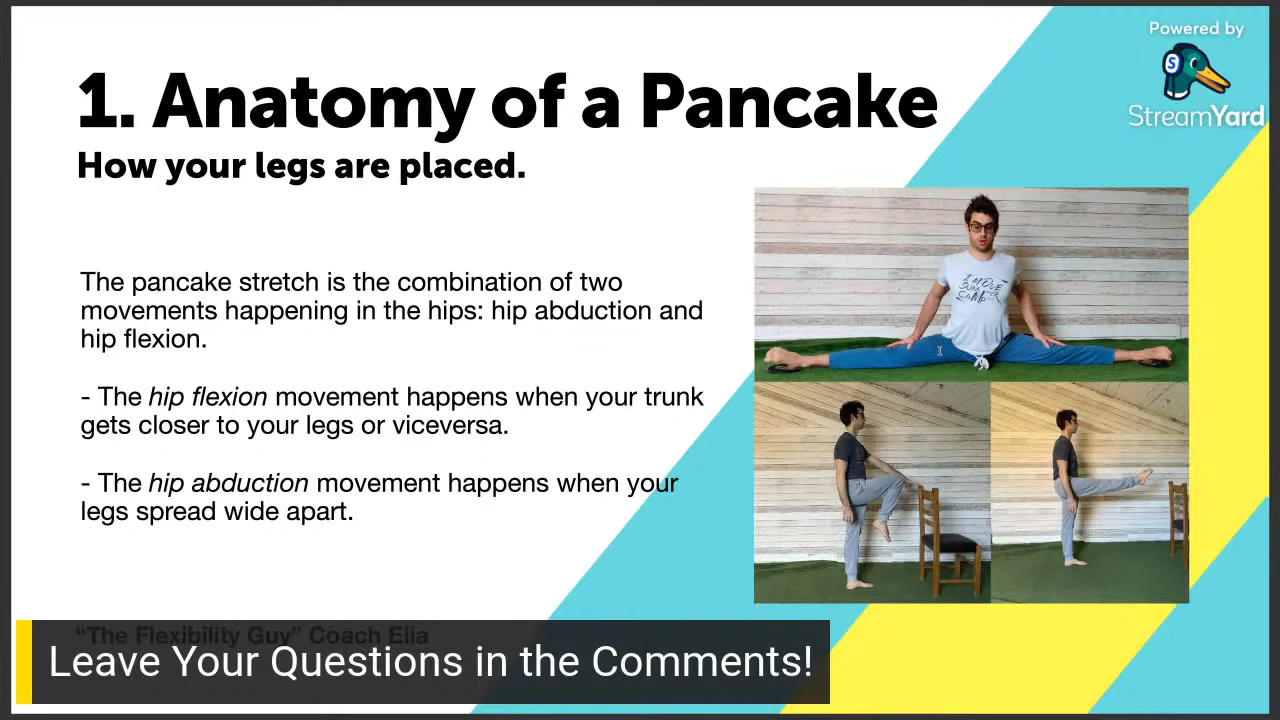 Powered by
StreamYard
1. Anatomy of a Pancake
How your legs are placed.
The pancake stretch is the combination of two
movements happening in the hips: hip abduction and
hip flexion.
- The hip flexion movement happens when your trunk
gets closer to your legs or viceversa.
- The hip abduction movement happens when your
legs spread wide apart.
"The Flexibility Guy" Coach Elia
Leave Your Questions in the Comments!